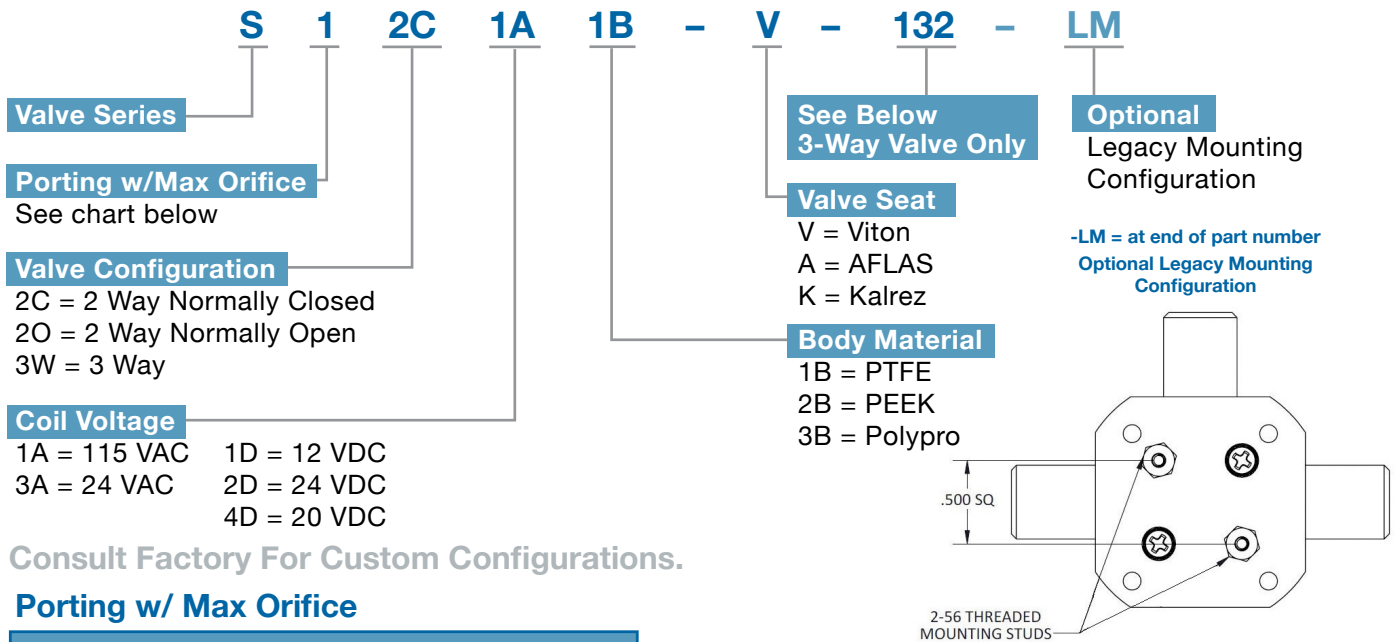 S 1 2C 1A 1B – V – 132 – LM
Valve Series
Porting w/Max Orifice
See chart below
Valve Configuration
2C = 2 Way Normally Closed
2O = 2 Way Normally Open
3W = 3 Way
Coil Voltage
1A = 115 VAC 1D = 12 VDC
3A = 24 VAC 2D = 24 VDC
4D = 20 VDC
See Below
3-Way Valve Only
Valve Seat
V = Viton
A = AFLAS
K = Kalrez
Body Material
1B = PTFE
2B = PEEK
3B = Polypro
Optional
Legacy Mounting
Configuration
-LM = at end of part number
Optional Legacy Mounting
Configuration
.500 SQ
2-56 THREADED
MOUNTING STUDS
Consult Factory For Custom Configurations.
Porting w/ Max Orifice